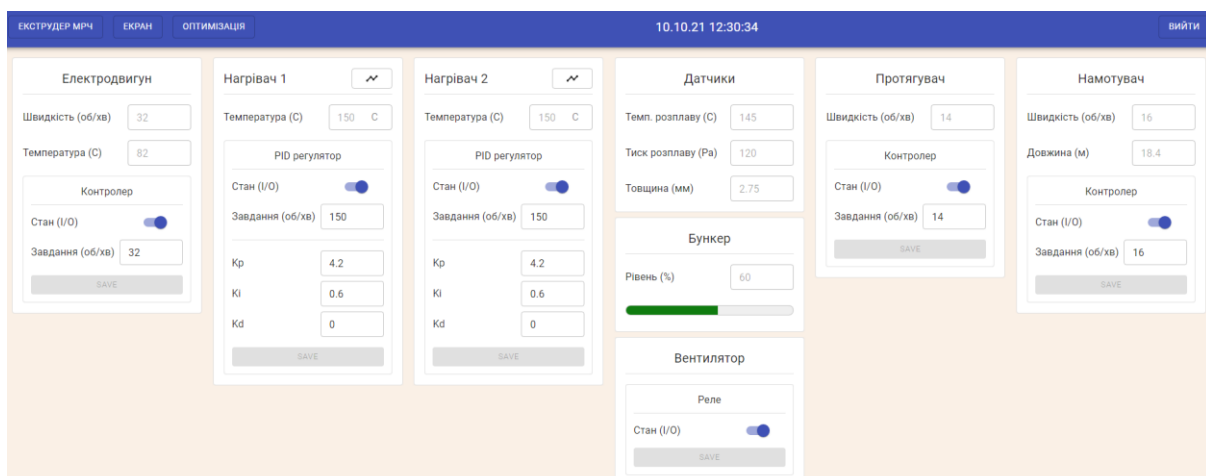 ЕКСТРУДЕР МРЧ ЕКРАН ОПТИМІЗАЦІЯ 10.10.21 12:30:34 ВИЙТИ
Електродвигун
Швидкість (об/хв) 32
Температура (С) 82
Контролер
Стан (I/O)
Завдання (об/хв) 32
SAVE
Нагрівач 1
Температура (С) 150 С
PID регулятор
Стан (I/O)
Завдання (об/хв) 150
Kp 4.2
Ki 0.6
Kd 0
SAVE
Нагрівач 2
Температура (С) 150 С
PID регулятор
Стан (I/O)
Завдання (об/хв) 150
Kp 4.2
Ki 0.6
Kd 0
SAVE
Датчики
Темп. розплаву (С) 145
Тиск розплаву (Pa) 120
Товщина (мм) 2.75
Бункер
Рівень (%) 60
Вентилятор
Реле
Стан (I/O)
SAVE
Протягувач
Швидкість (об/хв) 14
Контролер
Стан (I/O)
Завдання (об/хв) 14
SAVE
Намотувач
Швидкість (об/хв) 16
Довжина (м) 18.4
Контролер
Стан (I/O)
Завдання (об/хв) 16
SAVE